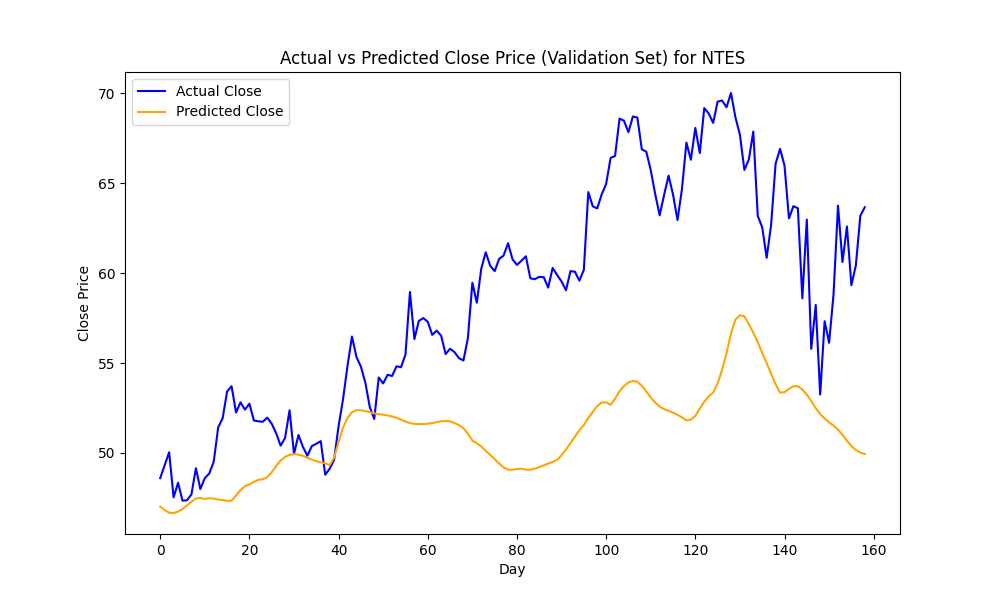 Actual vs Predicted Close Price (Validation Set) for NTES
Actual Close
Predicted Close
70
65
60
55
50
Close Price
0 20 40 60 80 100 120 140 160
Day